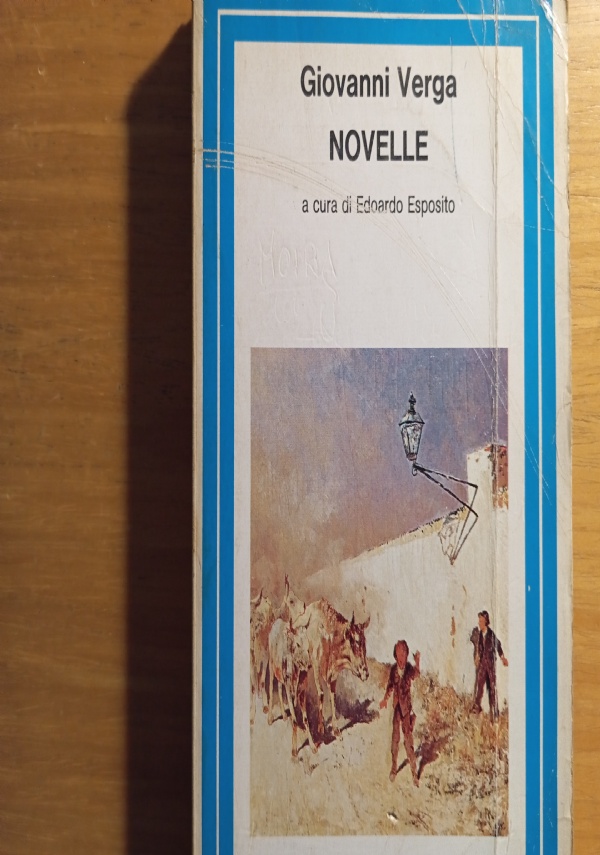 Giovanni Verga
NOVELLE
a cura di Edoardo Esposito